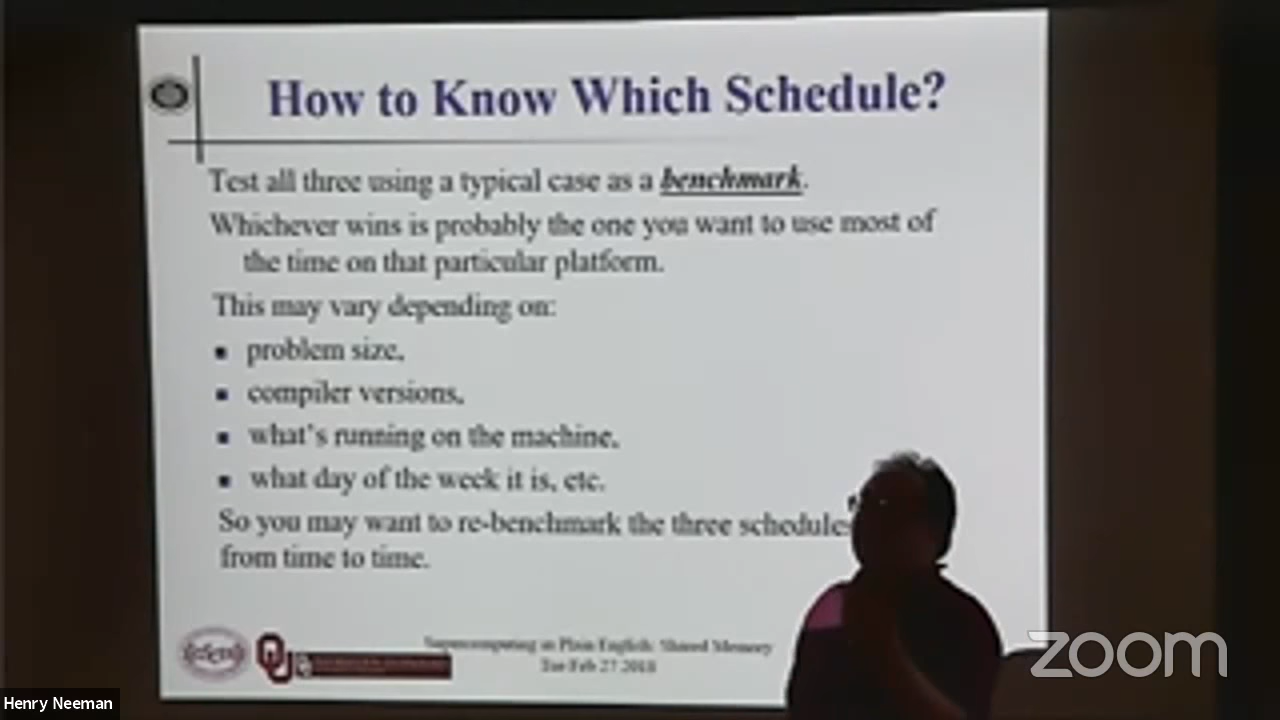 How to Know Which Schedule?
Test all three using a typical case as a benchmark.
Whichever wins is probably the one you want to use most of
the time on that particular platform.
This may vary depending on:
problem size,
compiler versions,
what's running on the machine,
what day of the week it is, etc.
So you may want to re-benchmark the three schedules
from time to time.
Supercomputing in Plain English: Shared Memory
Tue Feb 27 2018
zoom
Henry Neeman